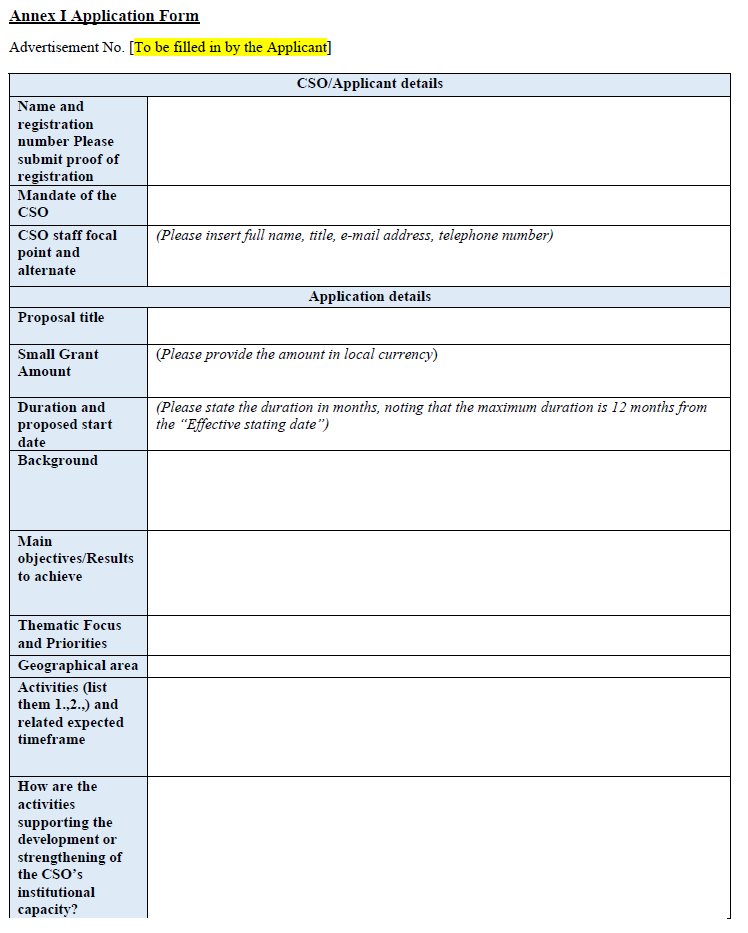 Annex I Application Form
Advertisement No. [To be filled in by the Applicant]
CSO/Applicant details
Name and
registration
number Please
submit proof of
registration
Mandate of the
CSO
CSO staff focal
point and
alternate
(Please insert full name, title, e-mail address, telephone number)
Application details
Proposal title
Small Grant
Amount
(Please provide the amount in local currency)
Duration and
proposed start
date
(Please state the duration in months, noting that the maximum duration is 12 months from
the “Effective stating date”)
Background
Main
objectives/Results
to achieve
Thematic Focus
and Priorities
Geographical area
Activities (list
them 1.,2.,) and
related expected
timeframe
How are the
activities
supporting the
development or
strengthening of
the CSO’s
institutional
capacity?